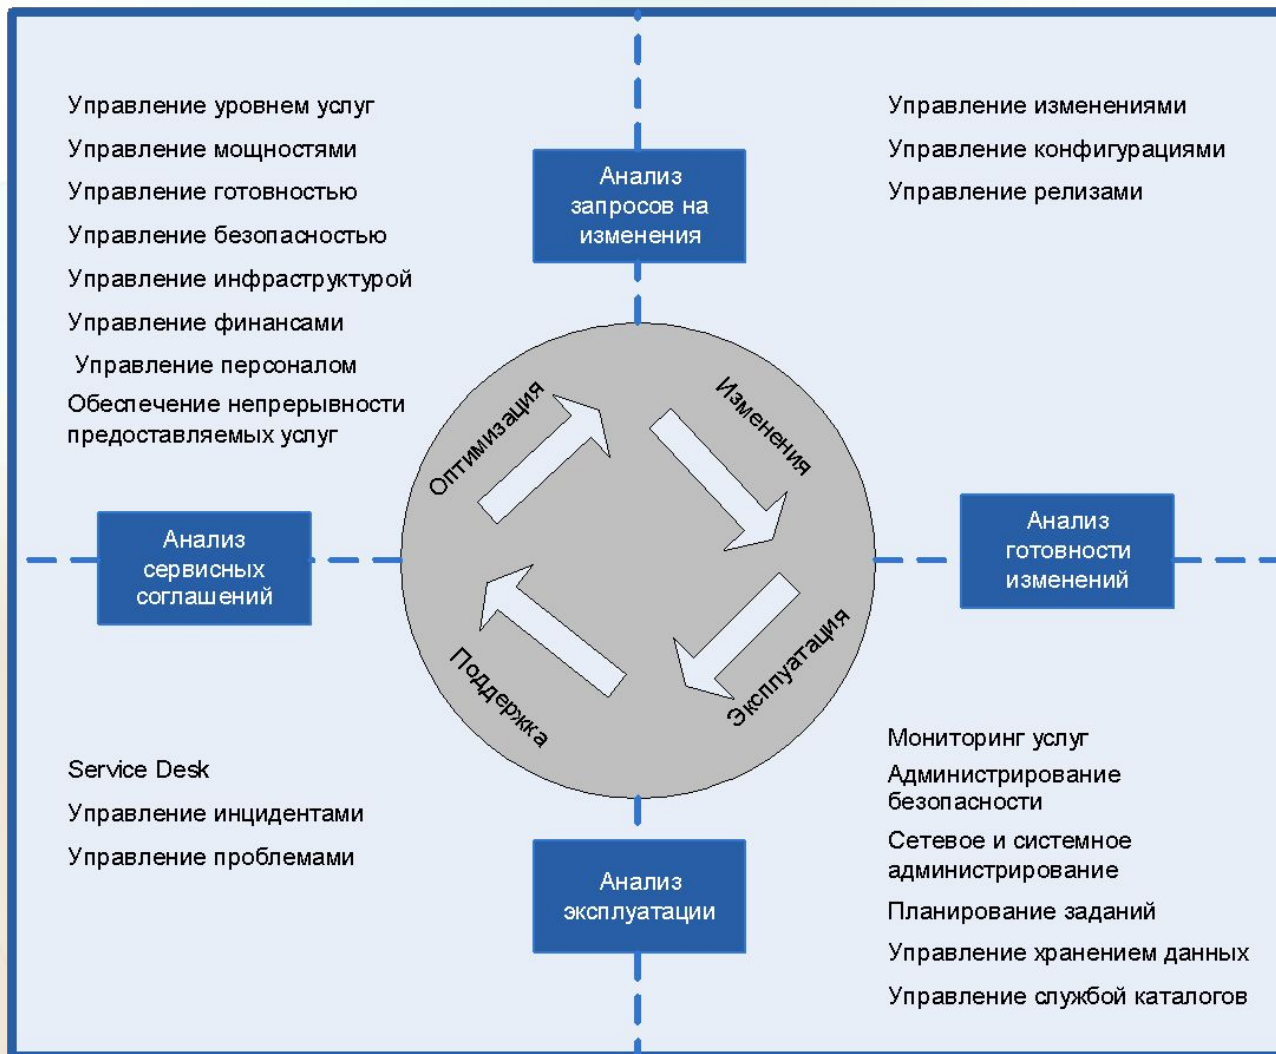 Управление уровнем услуг
Управление мощностями
Управление готовностью
Управление безопасностью
Управление инфраструктурой
Управление финансами
Управление персоналом
Обеспечение непрерывности
предоставляемых услуг
Анализ
запросов на
изменения
Управление изменениями
Управление конфигурациями
Управление релизами
Оптимизация
Изменения
Анализ
сервисных
соглашений
Анализ
готовности
изменений
Поддержка
Эксплуатация
Service Desk
Управление инцидентами
Управление проблемами
Анализ
эксплуатации
Мониторинг услуг
Администрирование
безопасности
Сетевое и системное
администрирование
Планирование заданий
Управление хранением данных
Управление службой каталогов